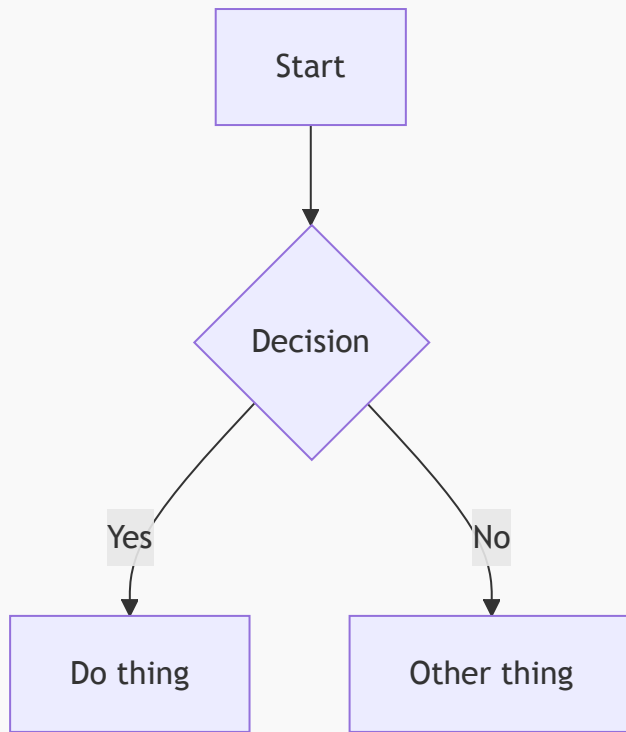 Start
Decision
Yes
No
Do thing
Other thing